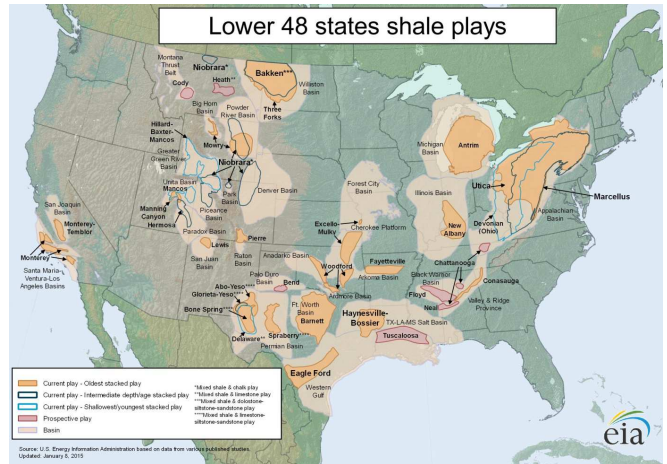 Lower 48 states shale plays
Montana
Thrust
Belt
Cody
Niobrara*
Heath**
Bakken***
Williston
Basin
Three
Forks
Big Horn
Basin
Powder
River Basin
Hilliard-
Baxter-
Mancos
Mowry
Greater
Green River
Basin
Niobrara*
Uinta Basin
Mancos
Park
Basin
Denver Basin
Manning
Canyon
Piceance
Basin
Hermosa
Paradox Basin
Lewis
Pierre
San Juan
Basin
Raton
Basin
San Joaquin
Basin
Monterey-
Temblor
Monterey
Santa Maria-
Ventura-Los
Angeles Basins
Forest City
Basin
Excello-
Mulky
Cherokee Platform
Anadarko Basin
Woodford
Fayetteville
Arkoma Basin
Ardmore Basin
Palo Duro
Basin
Bend
Abo-Yeso****
Glorieta-Yeso****
Bone Spring****
Delaware**
Spraberry****
Permian Basin
Ft. Worth
Basin
Barnett
Haynesville-
Bossier
TX-LA-MS Salt Basin
Tuscaloosa
Eagle Ford
Western
Gulf
Michigan
Basin
Antrim
Illinois Basin
New
Albany
Utica
Marcellus
Devonian
(Ohio)
Appalachian
Basin
Chattanooga
Black Warrior
Basin
Conasauga
Floyd
Neal
Valley & Ridge
Province
Current play - Oldest stacked play
Current play - Intermediate depth/age stacked play
Current play - Shallowest/youngest stacked play
Prospective play
Basin
*Mixed shale & chalk play
**Mixed shale & limestone play
***Mixed shale & dolostone-
siltstone-sandstone play
****Mixed shale & limestone-
siltstone-sandstone play
eia
Source: U.S. Energy Information Administration based on data from various published studies.
Updated: January 8, 2015